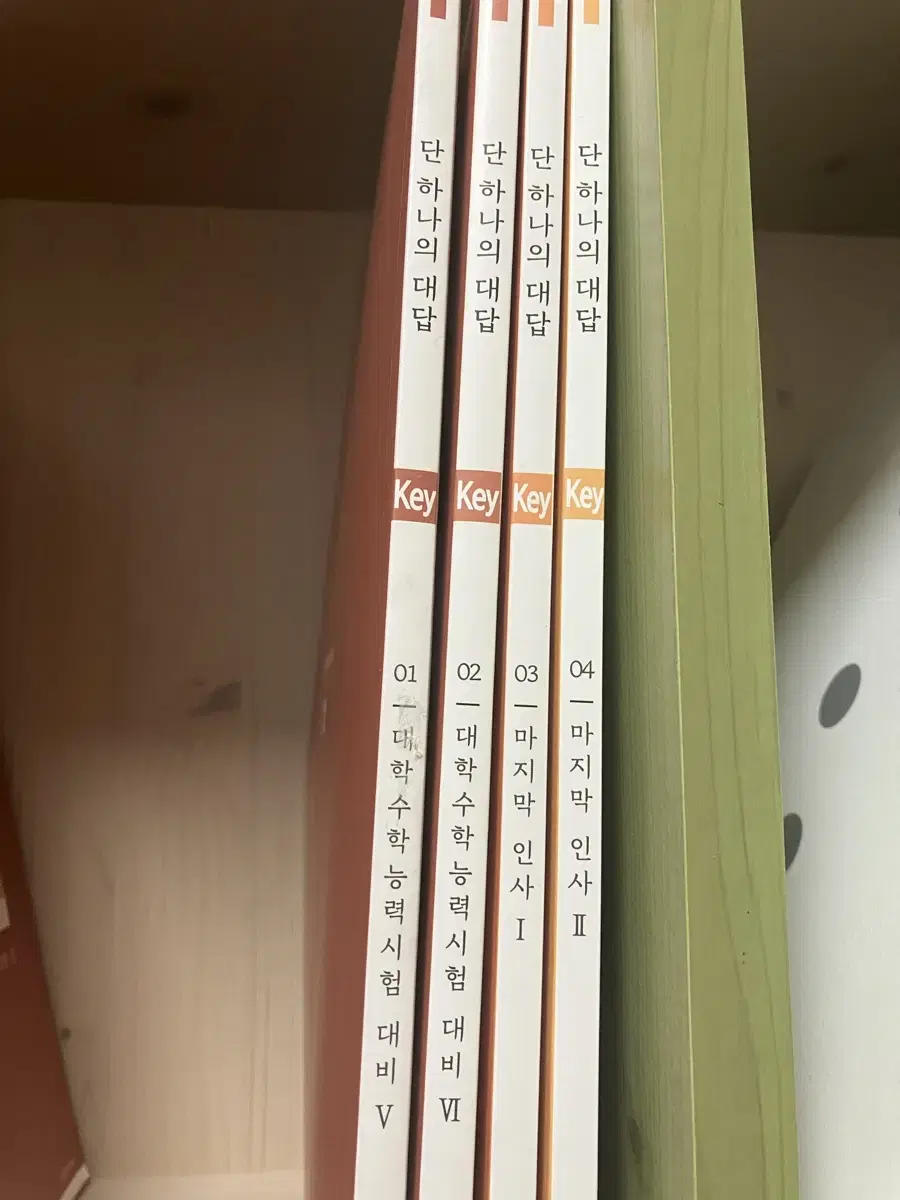 단 하나의 대답
Key
01 | 대학수학능력시험 대비 Ⅴ
단 하나의 대답
Key
02 | 대학수학능력시험 대비 Ⅵ
단 하나의 대답
Key
03 | 마지막 인사 Ⅰ
단 하나의 대답
Key
04 | 마지막 인사 Ⅱ